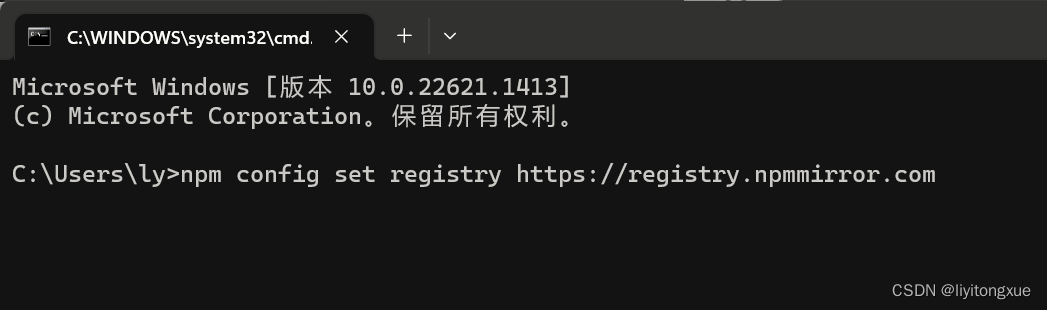 C:\WINDOWS\system32\cmd.
Microsoft Windows [版本 10.0.22621.1413]
(c) Microsoft Corporation。保留所有权利。
C:\Users\ly>npm config set registry https://registry.npmmirror.com
CSDN @liyitongxue